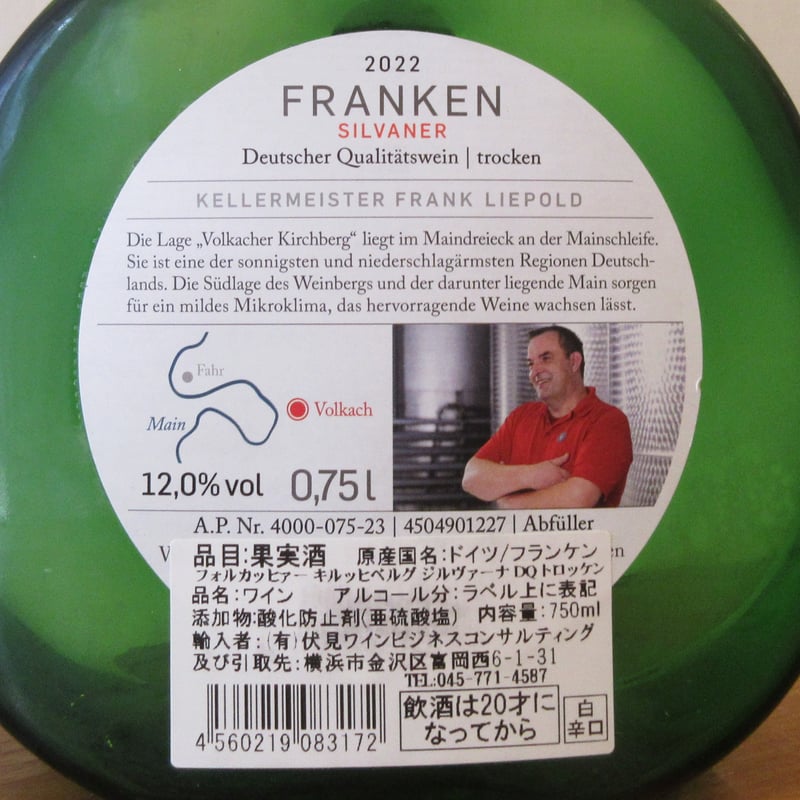 2022
FRANKEN
SILVANER
Deutscher Qualitätswein | trocken
KELLERMEISTER FRANK LIEPOLD
Die Lage „Volkacher Kirchberg“ liegt im Maindreieck an der Mainschleife.
Sie ist eine der sonnigsten und niederschlagärmsten Regionen Deutsch-
lands. Die Südlage des Weinbergs und der darunter liegende Main sorgen
für ein mildes Mikroklima, das hervorragende Weine wachsen lässt.
Fahr
Main
Volkach
12,0% vol 0,75 l
A.P. Nr. 4000-075-23 | 4504901227 | Abfüller
品目:果実酒 原産国名:ドイツ/フランケン
フォルカッヒァー キルッヒベルグ ジルヴァーナ DQ トロッケン
品名:ワイン アルコール分:ラベル上に表記
添加物:酸化防止剤(亜硫酸塩) 内容量:750ml
輸入者:(有)伏見ワインビジネスコンサルティング
及び引取先:横浜市金沢区富岡西6-1-31
TEL:045-771-4587
飲酒は20才に
なってから
白
辛口
4 560219 083172